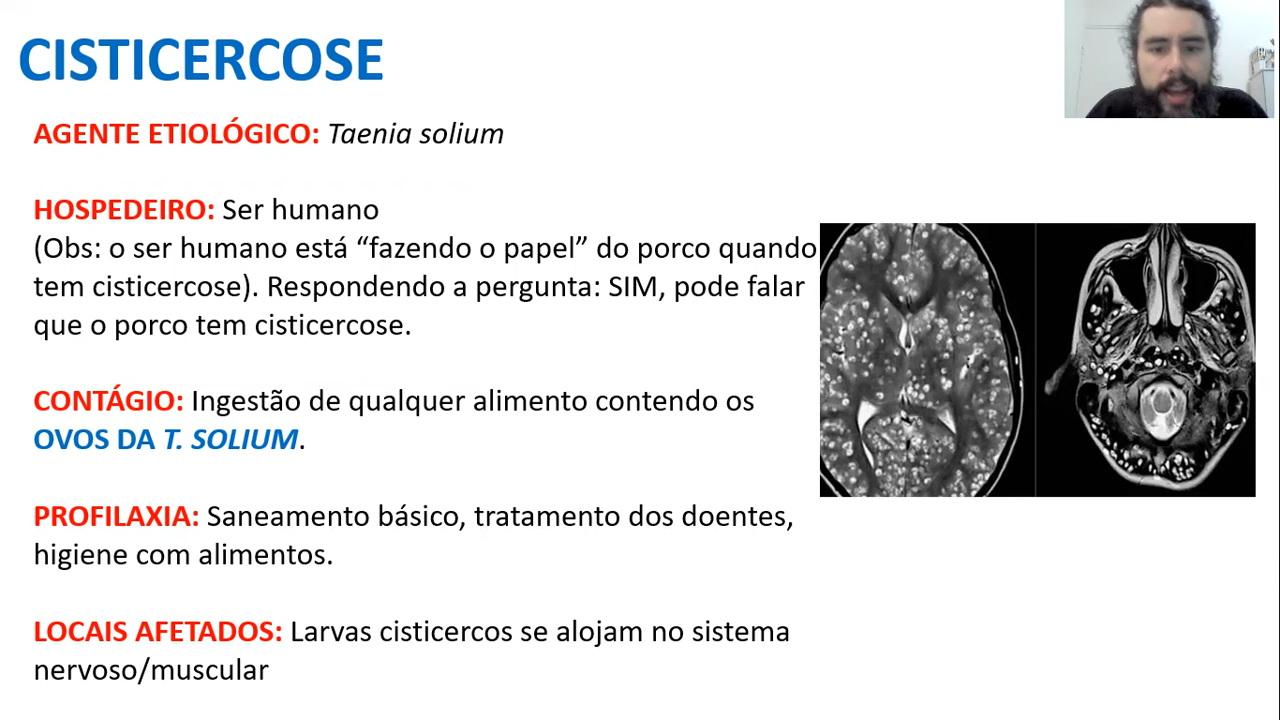 CISTICERCOSE
AGENTE ETIOLÓGICO: Taenia solium
HOSPEDEIRO: Ser humano
(Obs: o ser humano está “fazendo o papel” do porco quando
tem cisticercose). Respondendo a pergunta: SIM, pode falar
que o porco tem cisticercose.
CONTÁGIO: Ingestão de qualquer alimento contendo os
OVOS DA T. SOLIUM.
PROFILAXIA: Saneamento básico, tratamento dos doentes,
higiene com alimentos.
LOCAIS AFETADOS: Larvas cisticercos se alojam no sistema
nervoso/muscular